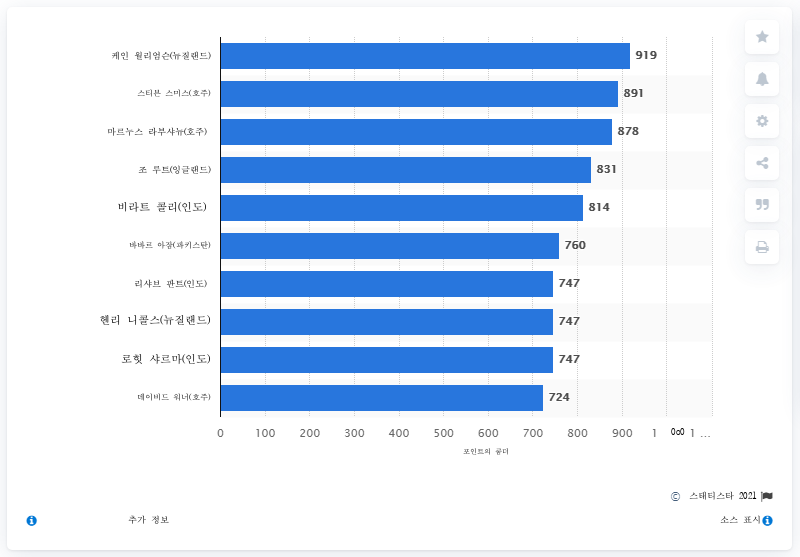 케인 윌리엄슨(뉴질랜드) 919
스티븐 스미스(호주) 891
마르누스 라부샤뉴(호주) 878
조 루트(잉글랜드) 831
비라트 콜리(인도) 814
바바르 아잠(파키스탄) 760
리샤브 판트(인도) 747
헨리 니콜스(뉴질랜드) 747
로힛 샤르마(인도) 747
데이비드 워너(호주) 724
0 100 200 300 400 500 600 700 800 900 1 0o0 1 ...
포인트의 콤더
© 스태티스타 2021
추가 정보
소스 표시